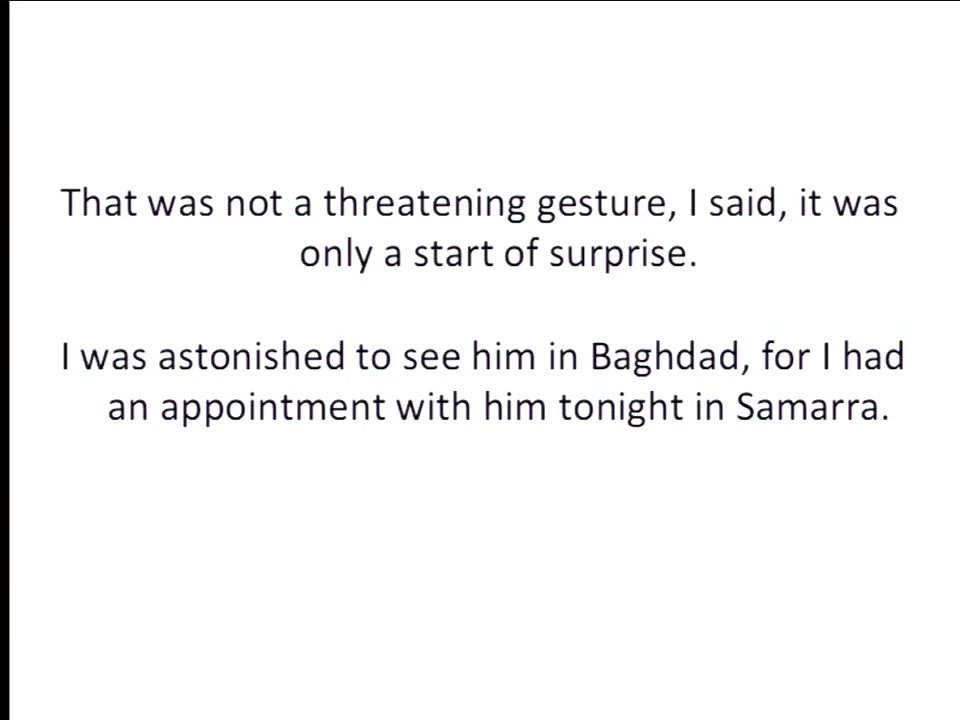 That was not a threatening gesture, I said, it was
only a start of surprise.
I was astonished to see him in Baghdad, for I had
an appointment with him tonight in Samarra.